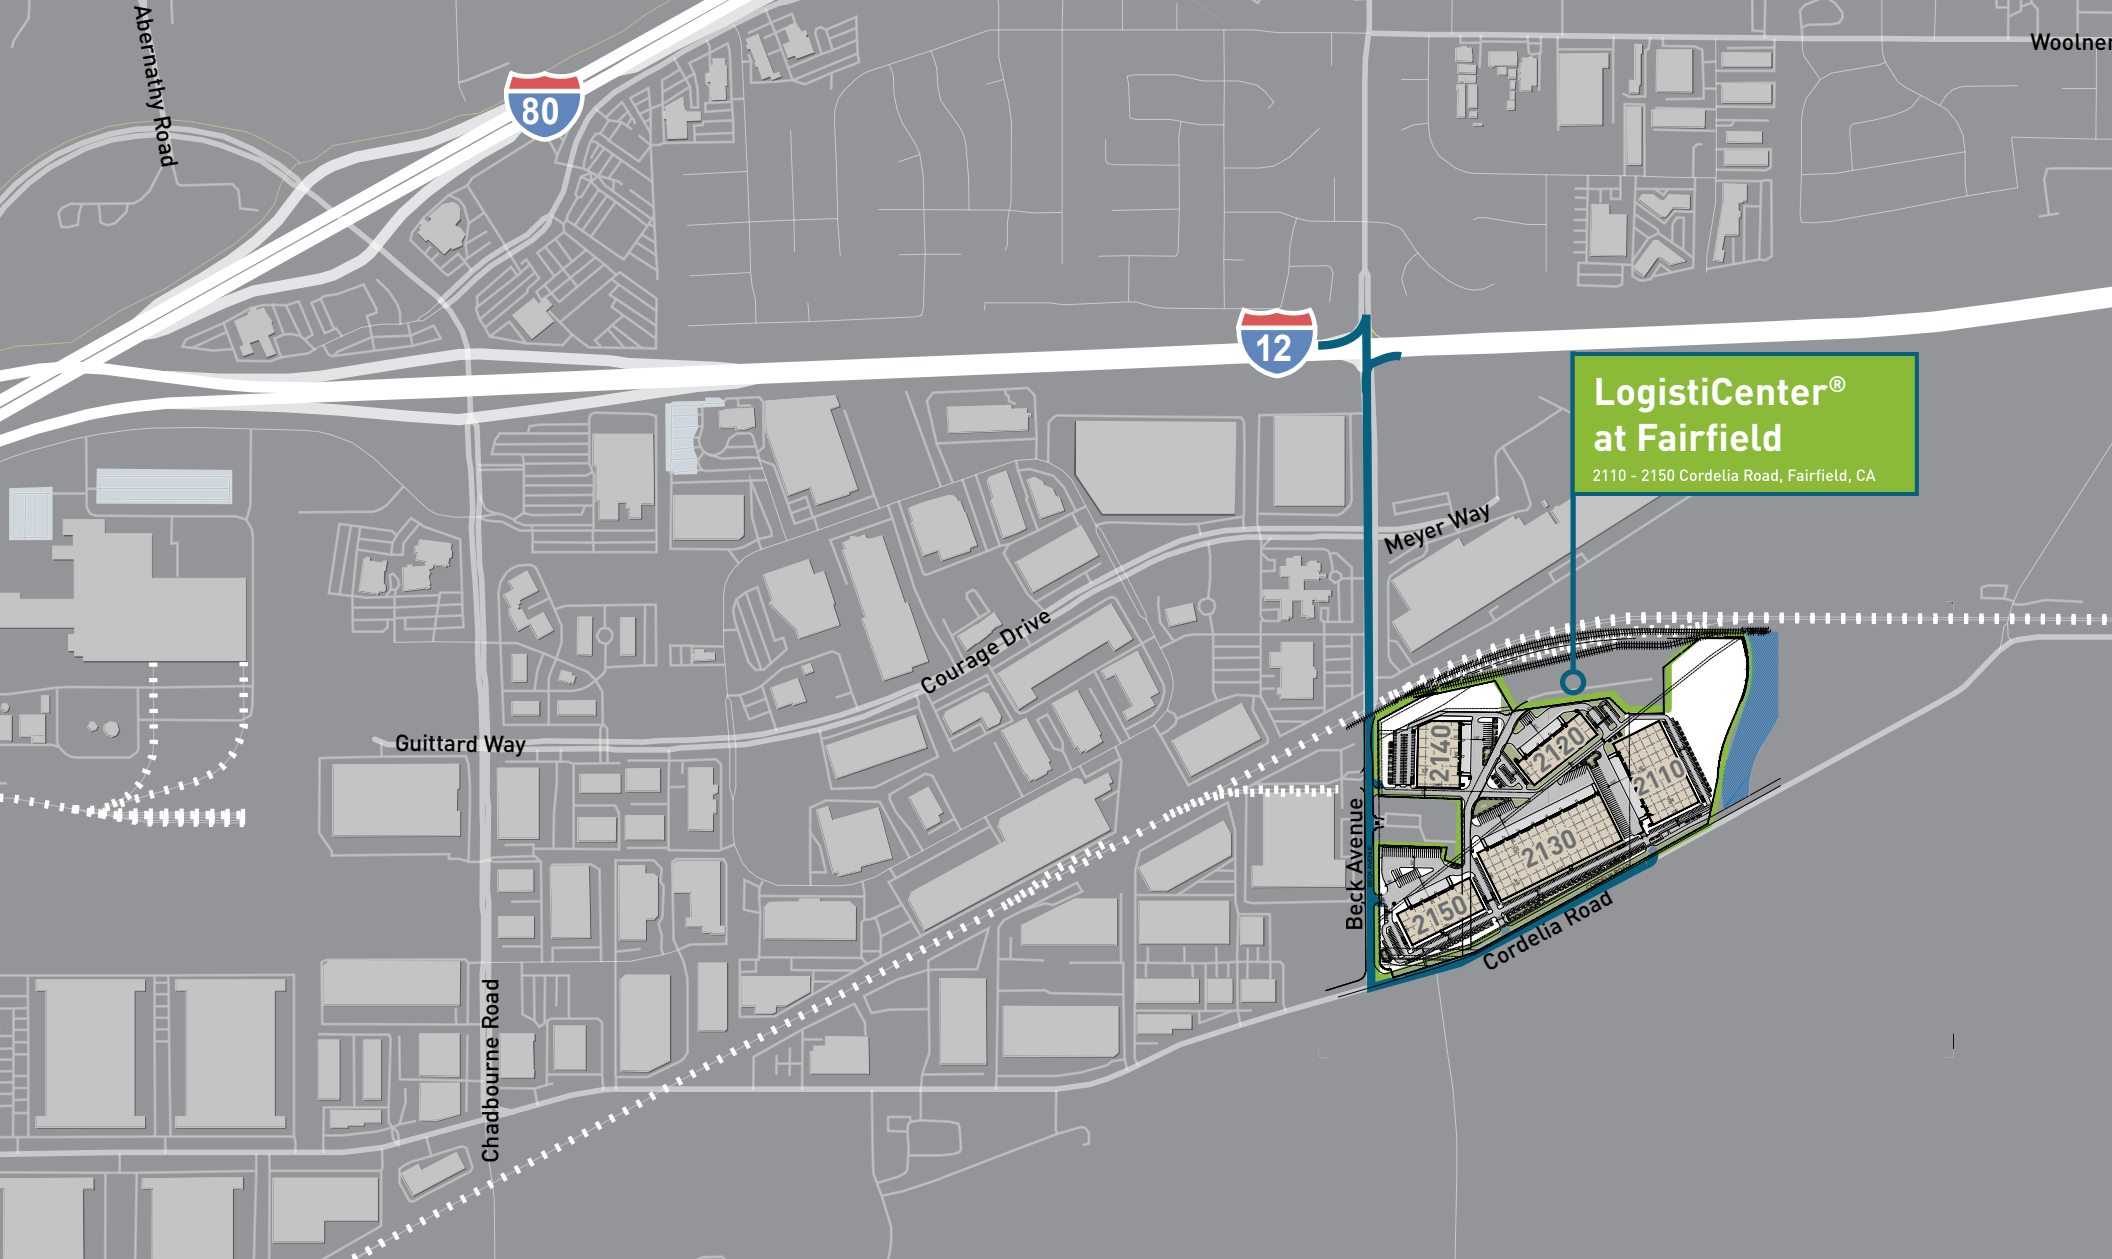 Abernathy Road
80
Woolner
12
LogistiCenter®
at Fairfield
2110 - 2150 Cordelia Road, Fairfield, CA
Meyer Way
Courage Drive
Guittard Way
2140
2120
2110
2130
2150
Beck Avenue
Cordelia Road
Chadbourne Road